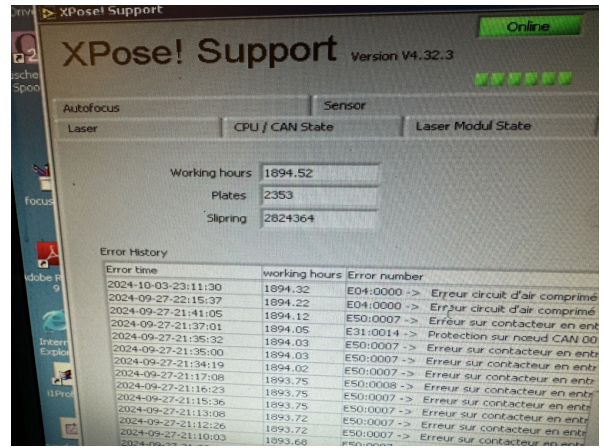 XPose! Support
Online
XPose! Support Version V4.32.3
Autofocus Sensor
Laser CPU / CAN State Laser Modul State
Working hours 1894.52
Plates 2353
Slipring 2824364
Error History
Error time working hours Error number
2024-10-03-23:11:30 1894.32 E04:0000 -> Erreur circuit d'air comprimé
2024-09-27-22:15:37 1894.22 E04:0000 -> Erreur circuit d'air comprimé
2024-09-27-21:41:05 1894.12 E50:0007 -> Erreur sur contacteur en entr
2024-09-27-21:37:01 1894.05 E31:0014 -> Protection sur nœud CAN 00
2024-09-27-21:35:32 1894.03 E50:0007 -> Erreur sur contacteur en entr
2024-09-27-21:35:00 1894.03 E50:0007 -> Erreur sur contacteur en entr
2024-09-27-21:34:19 1894.02 E50:0007 -> Erreur sur contacteur en entr
2024-09-27-21:17:08 1893.75 E50:0008 -> Erreur sur contacteur en entr
2024-09-27-21:16:23 1893.75 E50:0007 -> Erreur sur contacteur en entr
2024-09-27-21:15:36 1893.75 E50:0007 -> Erreur sur contacteur en entr
2024-09-27-21:13:08 1893.72 E50:0007 -> Erreur sur contacteur en entr
2024-09-27-21:12:26 1893.72 E50:0007 -> Erreur sur contacteur en entr
2024-09-27-21:10:03 1893.68
focus
Spoo
Explor